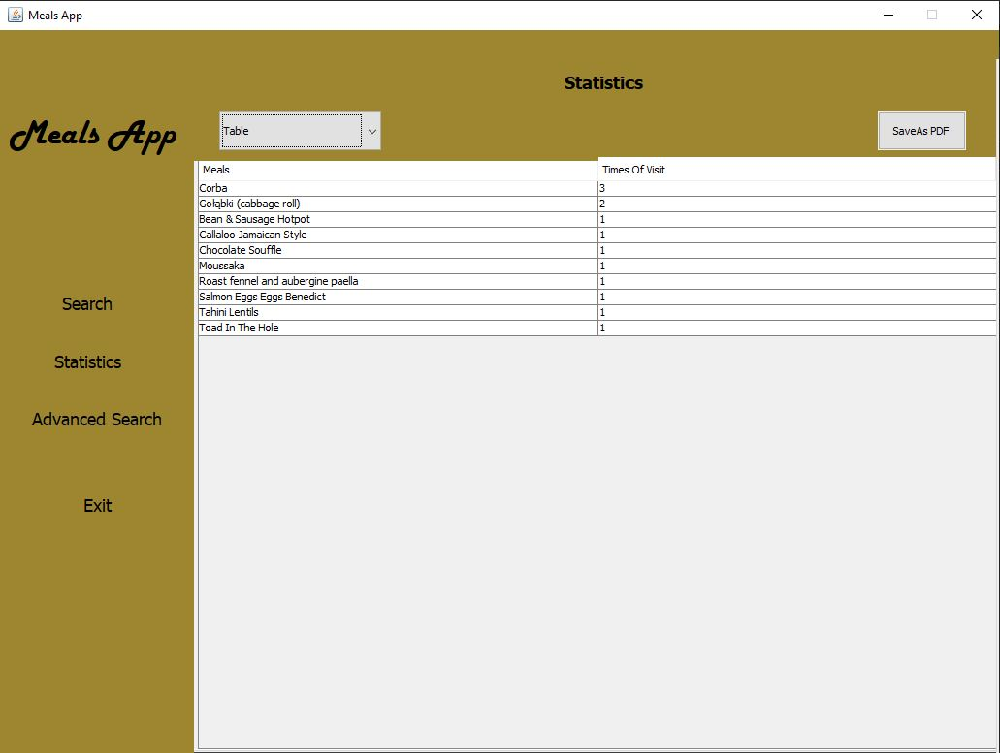 Meals App
Statistics
Meals App
Table
SaveAs PDF
Meals Times Of Visit
Corba 3
Gołąbki (cabbage roll) 2
Bean & Sausage Hotpot 1
Callaloo Jamaican Style 1
Chocolate Souffle 1
Moussaka 1
Roast fennel and aubergine paella 1
Salmon Eggs Eggs Benedict 1
Tahini Lentils 1
Toad In The Hole 1
Search
Statistics
Advanced Search
Exit